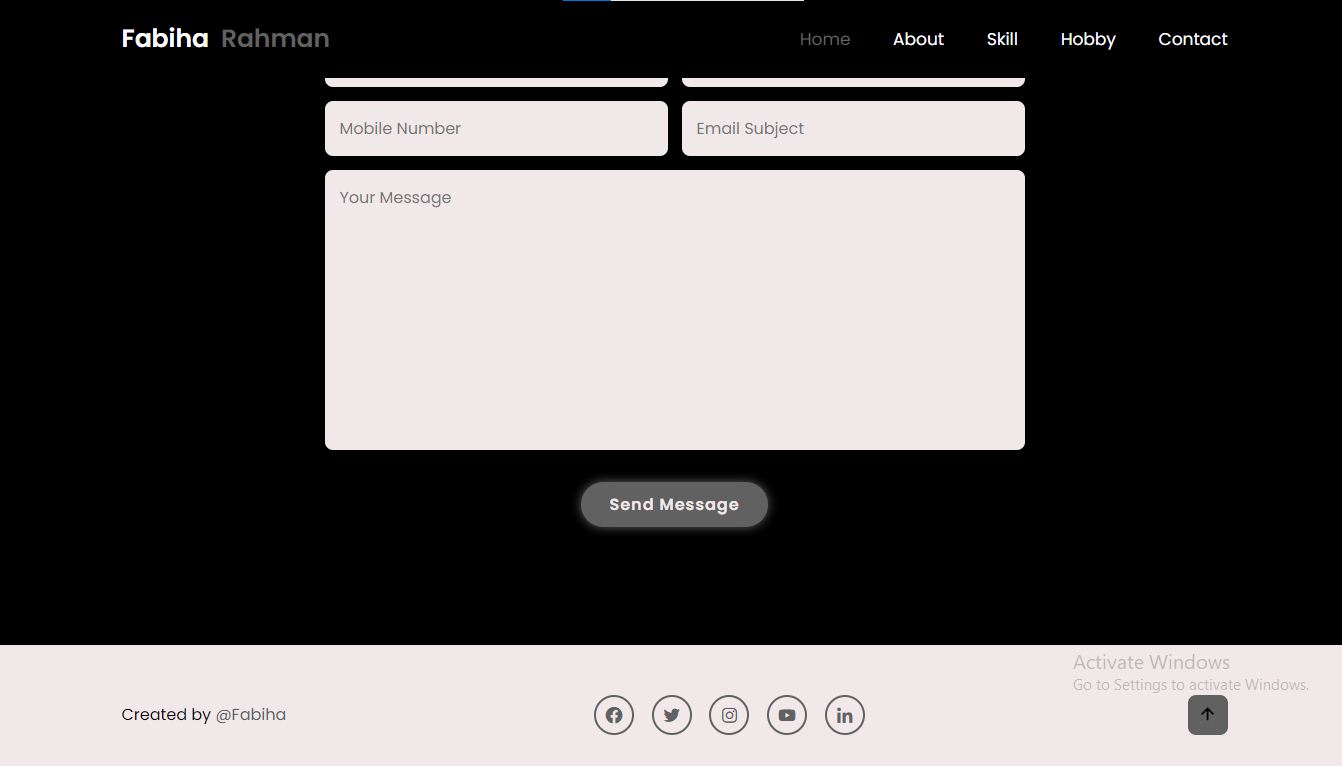 Fabiha Rahman
Home About Skill Hobby Contact
Mobile Number
Email Subject
Your Message
Send Message
Activate Windows
Go to Settings to activate Windows.
Created by @Fabiha